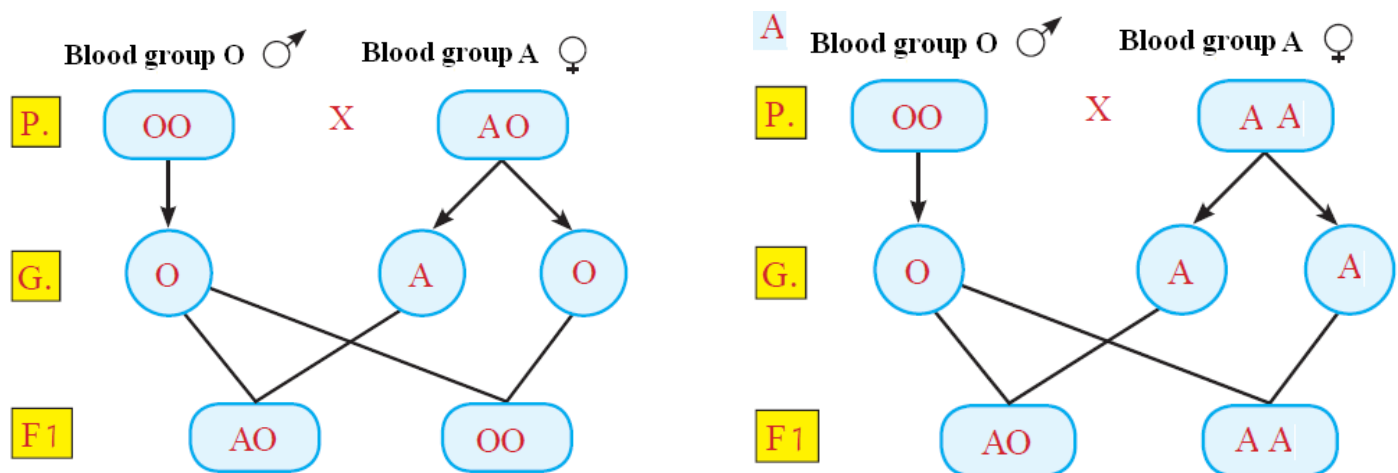 Blood group O Blood group A
P. OO X AO
G. O A O
F1 AO OO
A
Blood group O Blood group A
P. OO X A A
G. O A A
F1 AO A A